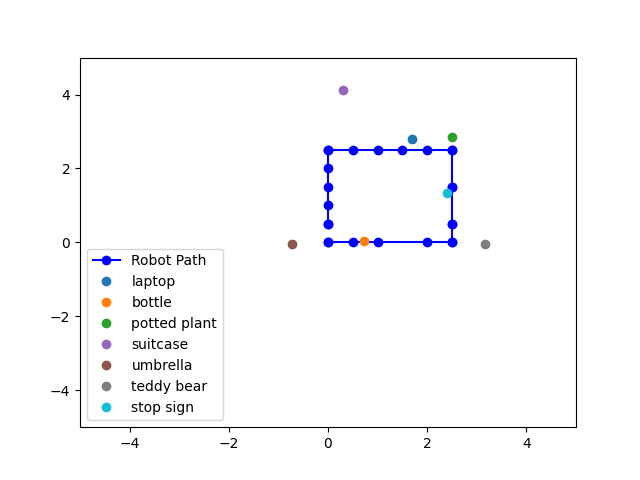 4
2
0
−2
−4
Robot Path
laptop
bottle
potted plant
suitcase
umbrella
teddy bear
stop sign
−4 −2 0 2 4